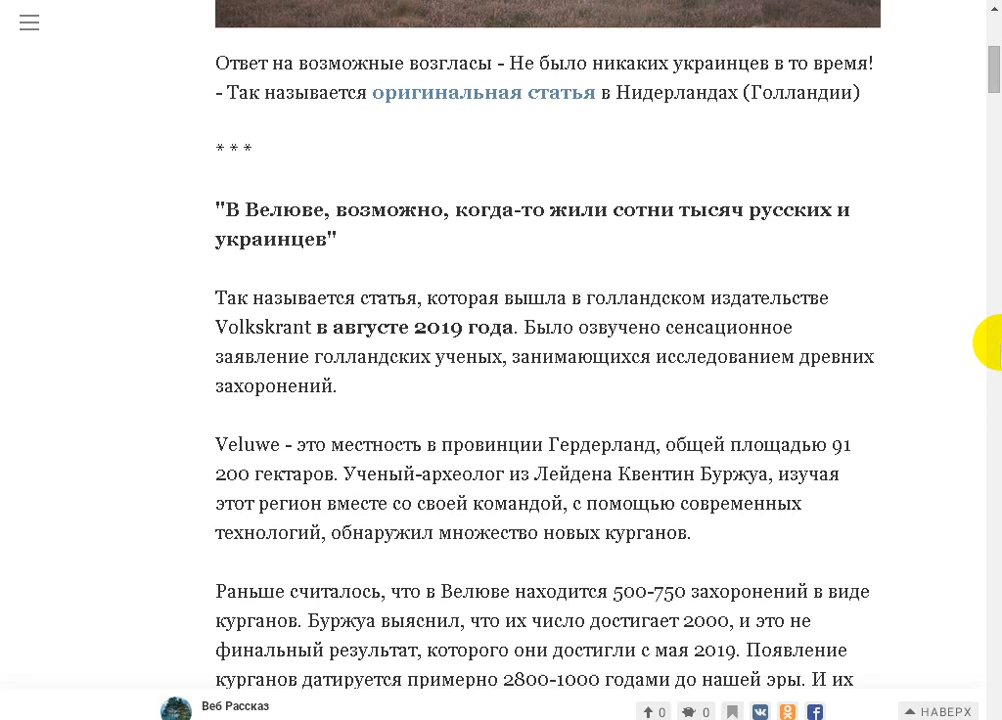 Ответ на возможные возгласы - Не было никаких украинцев в то время!
- Так называется оригинальная статья в Нидерландах (Голландии)
* * *
"В Велюве, возможно, когда-то жили сотни тысяч русских и
украинцев"
Так называется статья, которая вышла в голландском издательстве
Volkskrant в августе 2019 года. Было озвучено сенсационное
заявление голландских ученых, занимающихся исследованием древних
захоронений.
Veluwe - это местность в провинции Гердерланд, общей площадью 91
200 гектаров. Ученый-археолог из Лейдена Квентин Буржуа, изучая
этот регион вместе со своей командой, с помощью современных
технологий, обнаружил множество новых курганов.
Раньше считалось, что в Велюве находится 500-750 захоронений в виде
курганов. Буржуа выяснил, что их число достигает 2000, и это не
финальный результат, которого они достигли с мая 2019. Появление
курганов датируется примерно 2800-1000 годами до нашей эры. И их
Веб Рассказ
0
0
НАВЕРХ